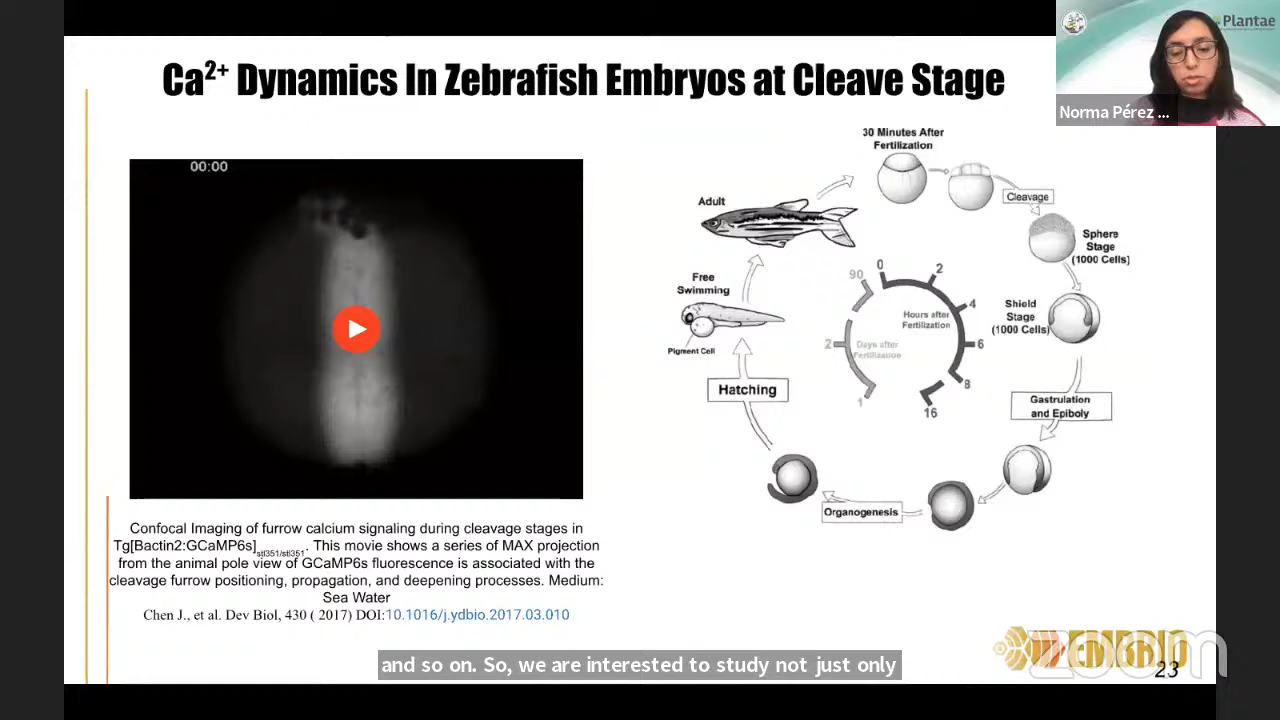 Plantae
Norma Pérez ...
Ca2+ Dynamics In Zebrafish Embryos at Cleave Stage
00:00
Confocal Imaging of furrow calcium signaling during cleavage stages in
Tg[Bactin2:GCaMP6s]stl351/stl351. This movie shows a series of MAX projection
from the animal pole view of GCaMP6s fluorescence is associated with the
cleavage furrow positioning, propagation, and deepening processes. Medium:
Sea Water
Chen J., et al. Dev Biol, 430 ( 2017) DOI:10.1016/j.ydbio.2017.03.010
30 Minutes After
Fertilization
Cleavage
Sphere
Stage
(1000 Cells)
Shield
Stage
(1000 Cells)
Gastrulation
and Epiboly
Organogenesis
Hatching
Pigment Cell
Free
Swimming
Adult
0
2
4
6
8
16
Hours after
Fertilization
90
2
1
Days after
Fertilization
EMBRIO
zoom
23
and so on. So, we are interested to study not just only